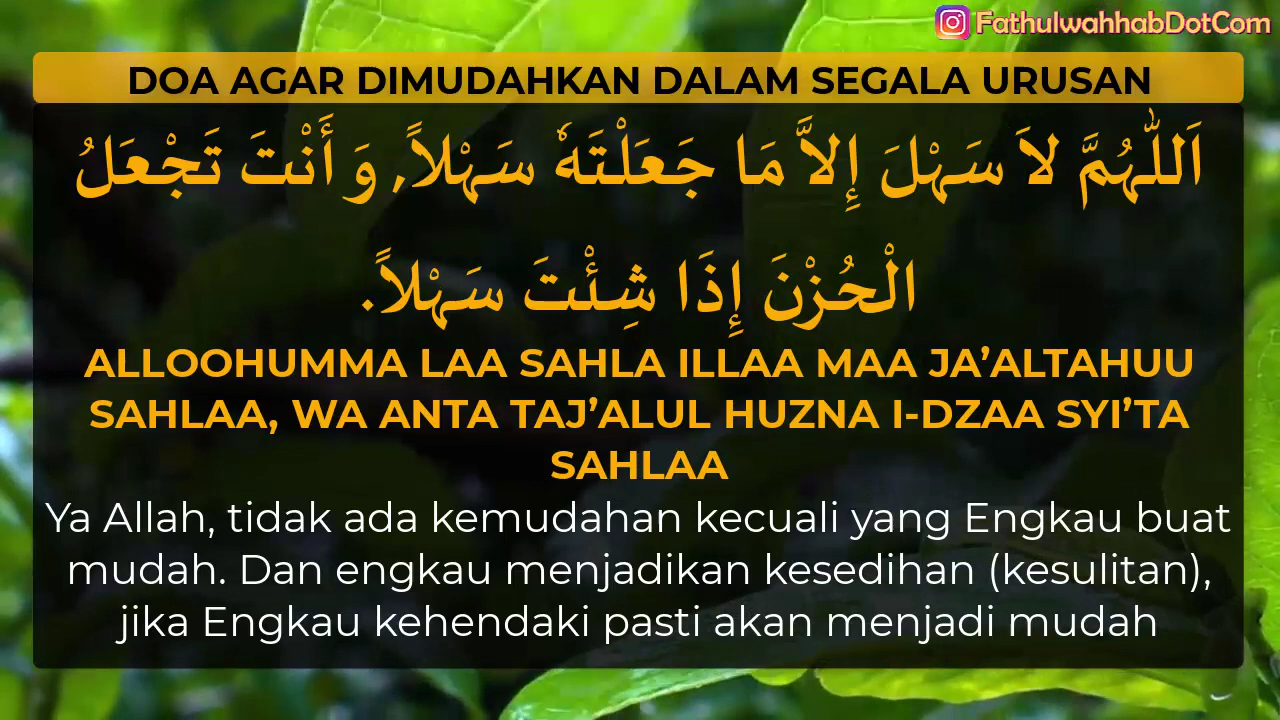 FathulwahhabDotCom
DOA AGAR DIMUDAHKAN DALAM SEGALA URUSAN
اَللّٰهُمَّ لاَ سَهْلَ إِلاَّ مَا جَعَلْتَهٗ سَهْلاً, وَ أَنْتَ تَجْعَلُ
الْحُزْنَ إِذَا شِئْتَ سَهْلاً.
ALLOOHUMMA LAA SAHLA ILLAA MAA JA’ALTAHUU
SAHLAA, WA ANTA TAJ’ALUL HUZNA I-DZAA SYI’TA
SAHLAA
Ya Allah, tidak ada kemudahan kecuali yang Engkau buat
mudah. Dan engkau menjadikan kesedihan (kesulitan),
jika Engkau kehendaki pasti akan menjadi mudah